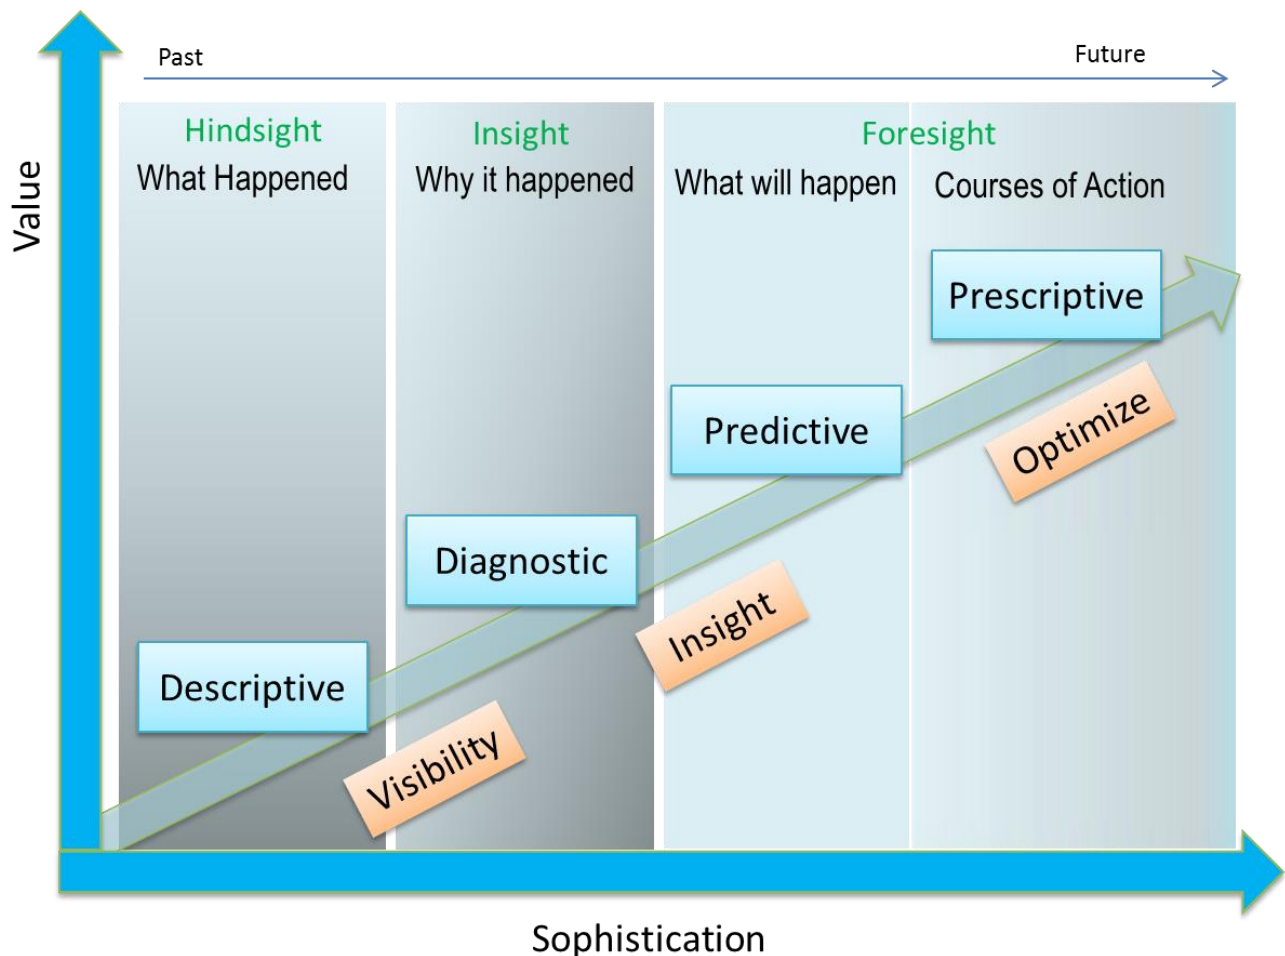 Past
Future
Value
Hindsight
Insight
Foresight
What Happened
Why it happened
What will happen
Courses of Action
Prescriptive
Predictive
Optimize
Diagnostic
Insight
Descriptive
Visibility
Sophistication